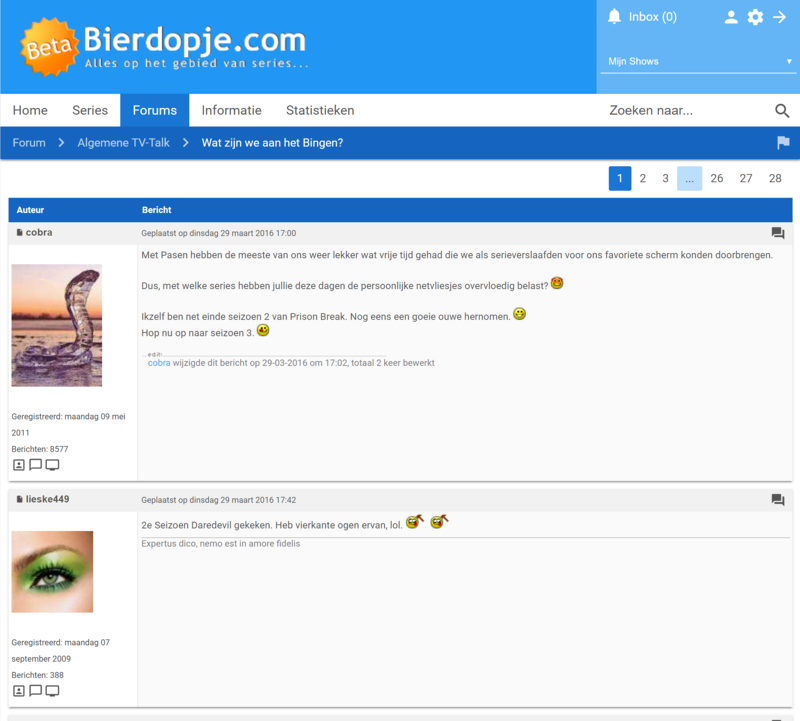 Beta
Bierdopje.com
Alles op het gebied van series...
Inbox (0)
Mijn Shows
Home Series Forums Informatie Statistieken Zoeken naar...
Forum Algemene TV-Talk Wat zijn we aan het Bingen?
1 2 3 ... 26 27 28
Auteur Bericht
cobra Geplaatst op dinsdag 29 maart 2016 17:00
Met Pasen hebben de meeste van ons weer lekker wat vrije tijd gehad die we als serieverslaafden voor ons favoriete scherm konden doorbrengen.
Dus, met welke series hebben jullie deze dagen de persoonlijke netvliesjes overvloedig belast?
Ikzelf ben net einde seizoen 2 van Prison Break. Nog eens een goeie ouwe hernomen.
Hop nu op naar seizoen 3.
edit:
cobra wijzigde dit bericht op 29-03-2016 om 17:02, totaal 2 keer bewerkt
Geregistreerd: maandag 09 mei
2011
Berichten: 8577
lieske449 Geplaatst op dinsdag 29 maart 2016 17:42
2e Seizoen Daredevil gekeken. Heb vierkante ogen ervan, lol.
Expertus dico, nemo est in amore fidelis
Geregistreerd: maandag 07
september 2009
Berichten: 388